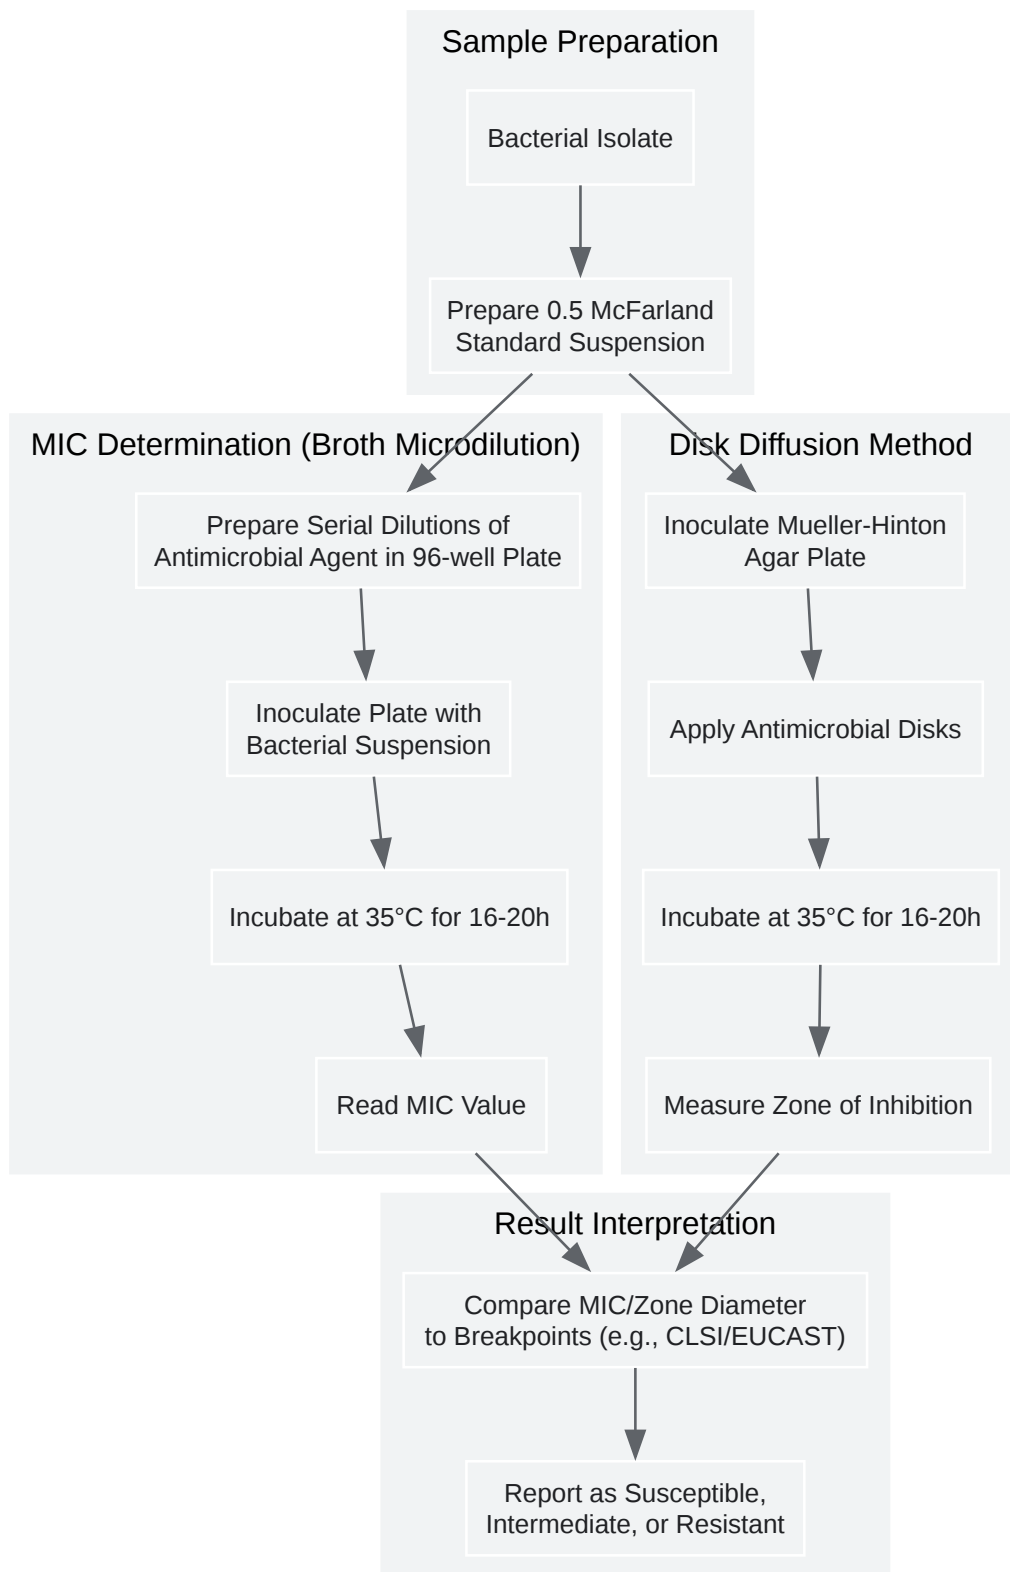 Sample Preparation
Bacterial Isolate
Prepare 0.5 McFarland
Standard Suspension
MIC Determination (Broth Microdilution)
Prepare Serial Dilutions of
Antimicrobial Agent in 96-well Plate
Inoculate Plate with
Bacterial Suspension
Incubate at 35°C for 16-20h
Read MIC Value
Disk Diffusion Method
Inoculate Mueller-Hinton
Agar Plate
Apply Antimicrobial Disks
Incubate at 35°C for 16-20h
Measure Zone of Inhibition
Result Interpretation
Compare MIC/Zone Diameter
to Breakpoints (e.g., CLSI/EUCAST)
Report as Susceptible,
Intermediate, or Resistant